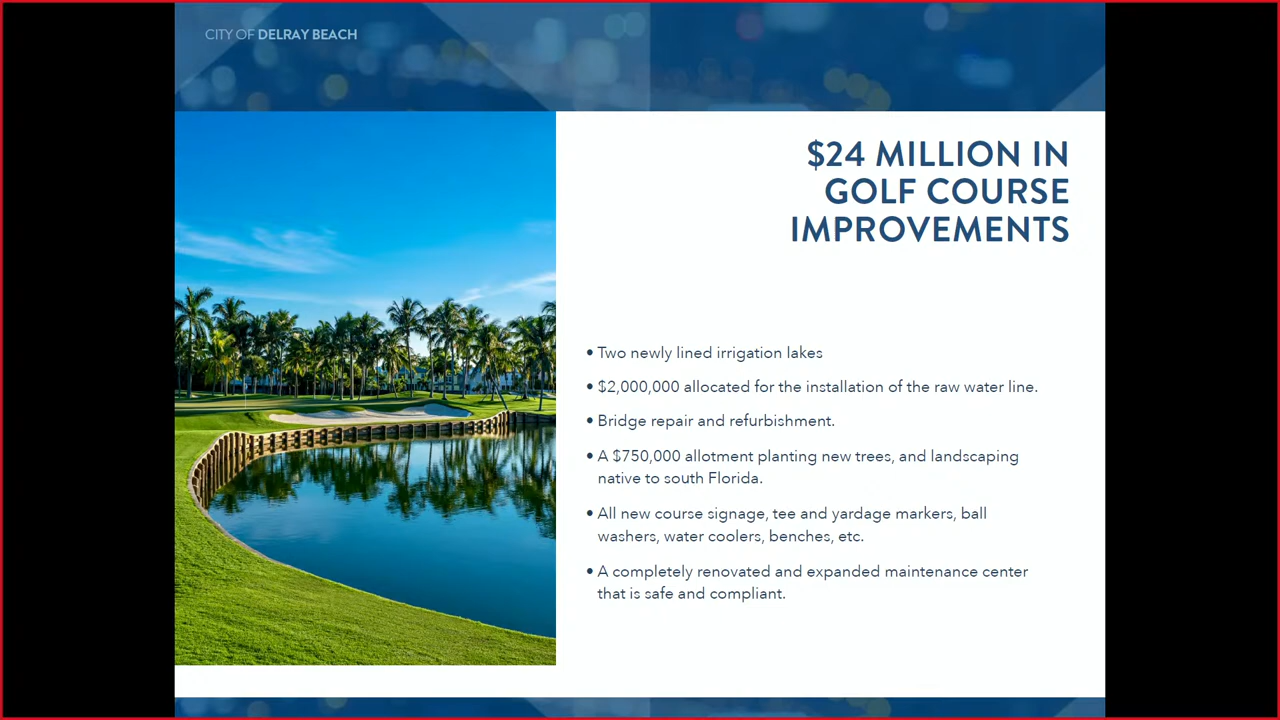 CITY OF DELRAY BEACH
$24 MILLION IN
GOLF COURSE
IMPROVEMENTS
• Two newly lined irrigation lakes
• $2,000,000 allocated for the installation of the raw water line.
• Bridge repair and refurbishment.
• A $750,000 allotment planting new trees, and landscaping
native to south Florida.
• All new course signage, tee and yardage markers, ball
washers, water coolers, benches, etc.
• A completely renovated and expanded maintenance center
that is safe and compliant.